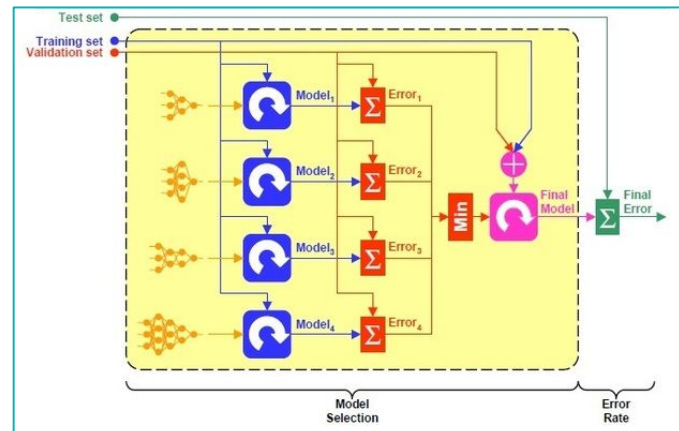 Test set
Training set
Validation set
Model1
Error1
Σ
Model2
Error2
Σ
Final Model
Final Error
Min
Σ
Model3
Error3
Σ
Model4
Error4
Σ
Model
Selection
Error
Rate